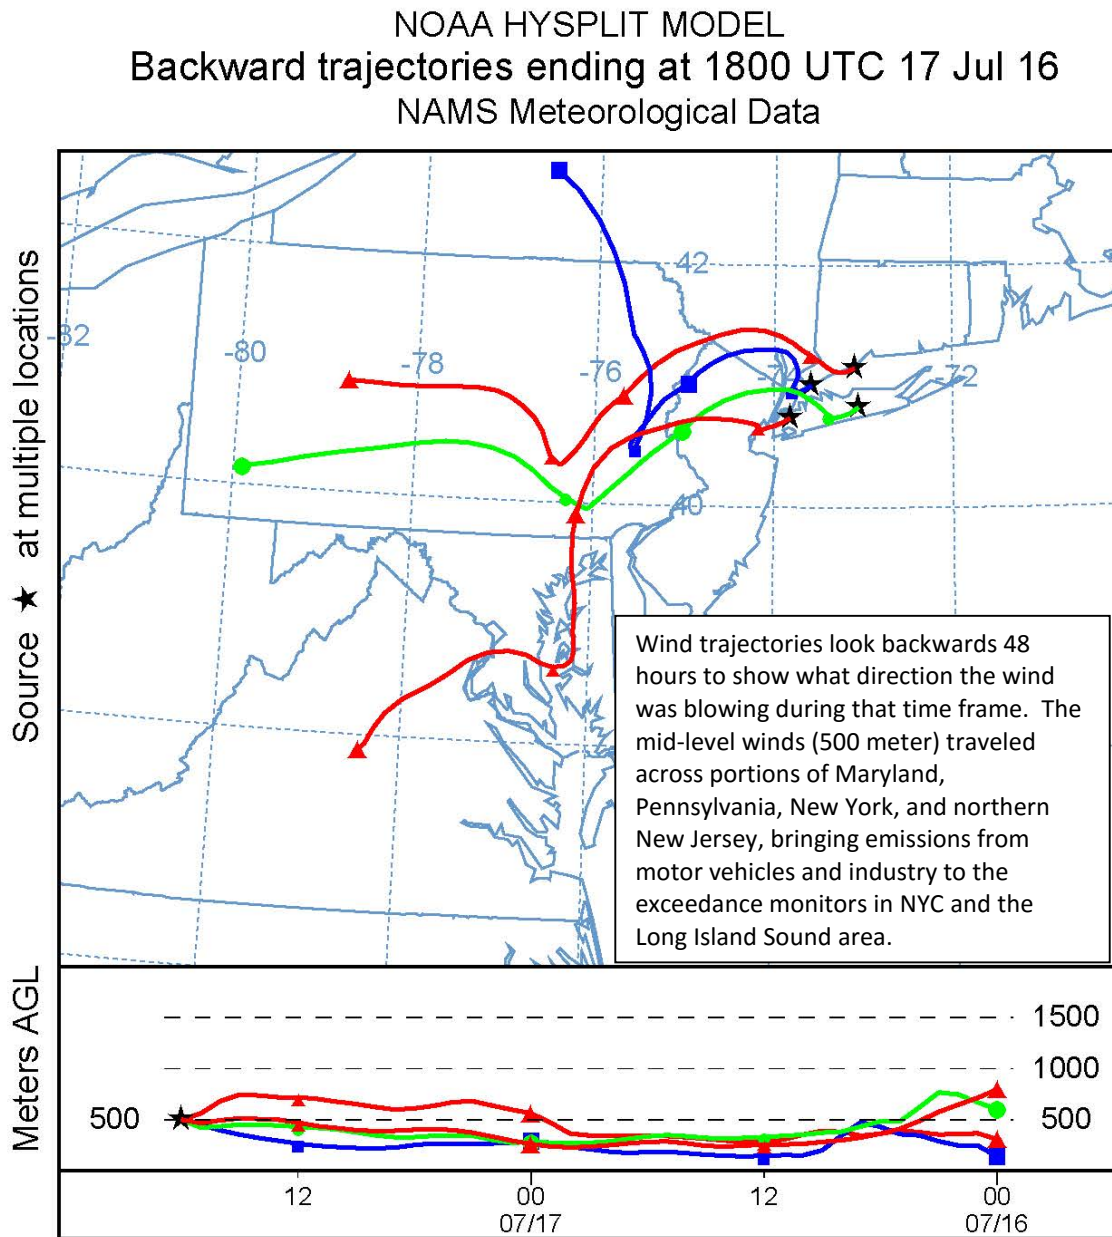 NOAA HYSPLIT MODEL
Backward trajectories ending at 1800 UTC 17 Jul 16
NAMS Meteorological Data
Source ★ at multiple locations
42
-82
-80
-78
-76
-72
40
Wind trajectories look backwards 48
hours to show what direction the wind
was blowing during that time frame. The
mid-level winds (500 meter) traveled
across portions of Maryland,
Pennsylvania, New York, and northern
New Jersey, bringing emissions from
motor vehicles and industry to the
exceedance monitors in NYC and the
Long Island Sound area.
Meters AGL
1500
1000
500
500
12
00
12
00
07/17
07/16